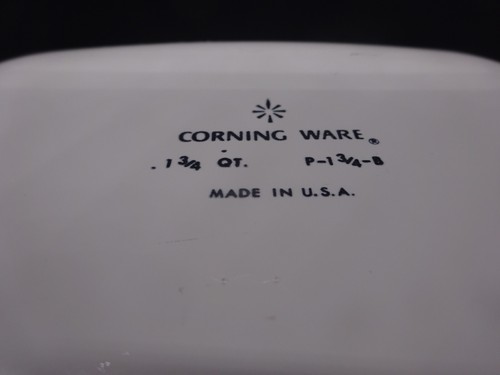 CORNING WARE®
1 3/4 QT. P-1 3/4-B
MADE IN U.S.A.